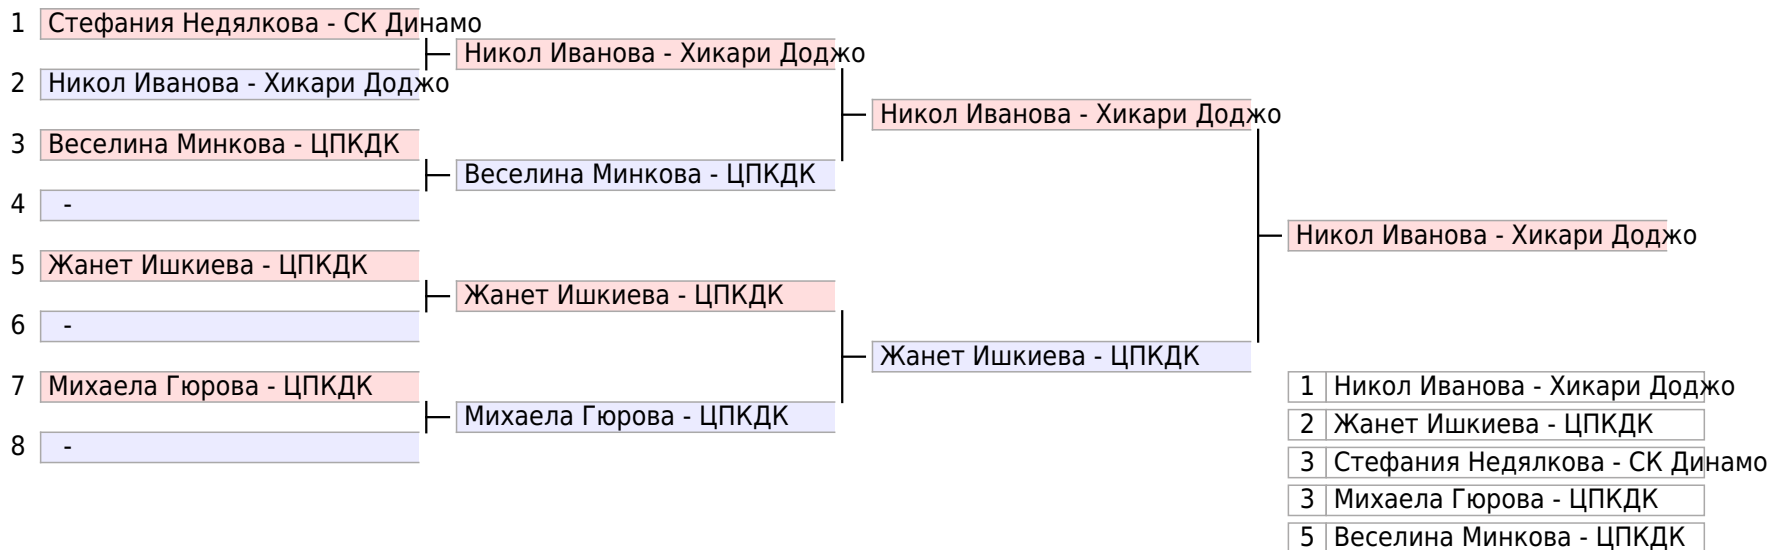 1 Стефания Недялкова - СК Динамо
2 Никол Иванова - Хикари Доджо
3 Веселина Минкова - ЦПКДК
4 -
5 Жанет Ишкиева - ЦПКДК
6 -
7 Михаела Гюрова - ЦПКДК
8 -
Никол Иванова - Хикари Доджо
Веселина Минкова - ЦПКДК
Жанет Ишкиева - ЦПКДК
Михаела Гюрова - ЦПКДК
Никол Иванова - Хикари Доджо
Жанет Ишкиева - ЦПКДК
Никол Иванова - Хикари Доджо
1 Никол Иванова - Хикари Доджо
2 Жанет Ишкиева - ЦПКДК
3 Стефания Недялкова - СК Динамо
3 Михаела Гюрова - ЦПКДК
5 Веселина Минкова - ЦПКДК